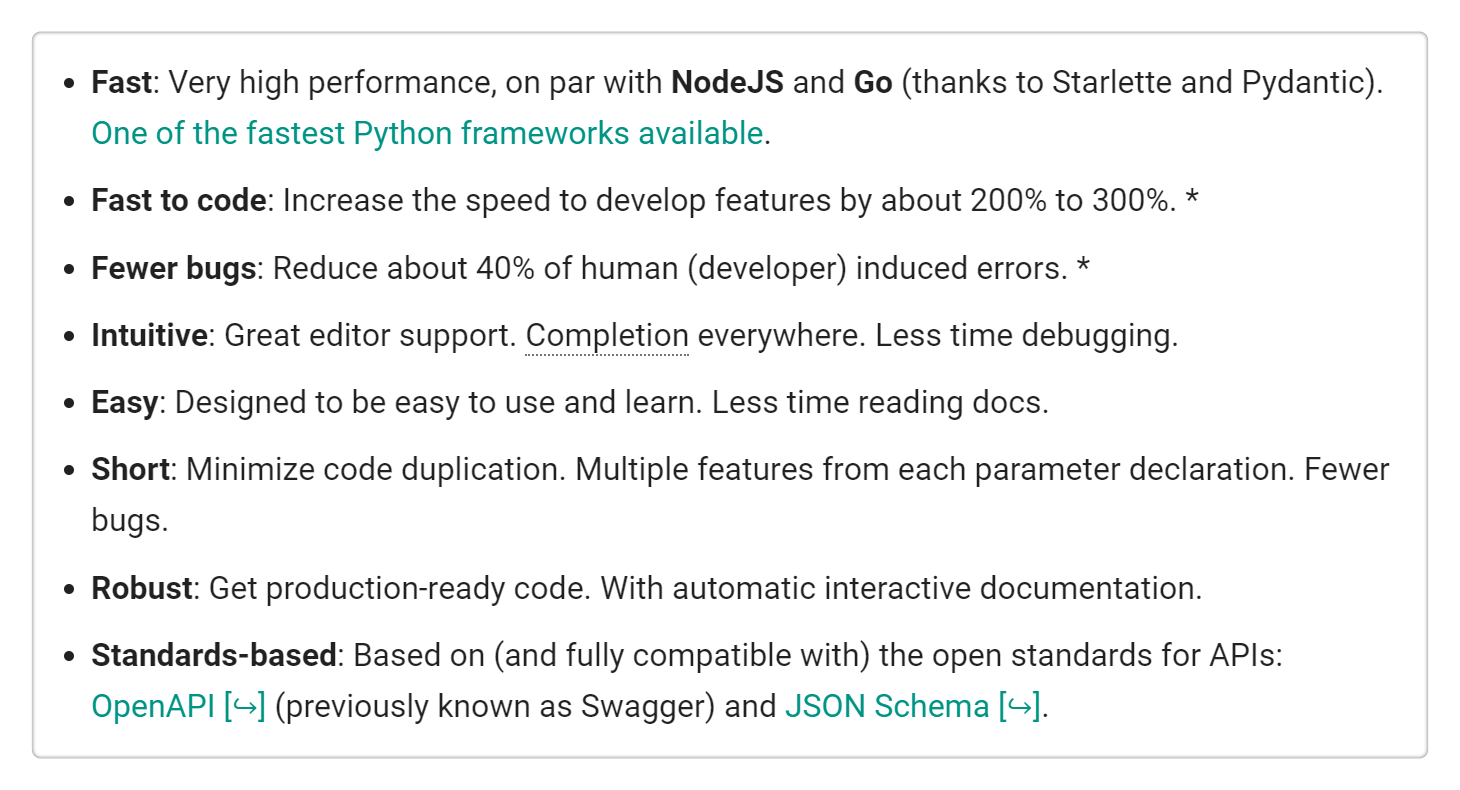 Fast: Very high performance, on par with NodeJS and Go (thanks to Starlette and Pydantic).
One of the fastest Python frameworks available.
Fast to code: Increase the speed to develop features by about 200% to 300%. *
Fewer bugs: Reduce about 40% of human (developer) induced errors. *
Intuitive: Great editor support. Completion everywhere. Less time debugging.
Easy: Designed to be easy to use and learn. Less time reading docs.
Short: Minimize code duplication. Multiple features from each parameter declaration. Fewer
bugs.
Robust: Get production-ready code. With automatic interactive documentation.
Standards-based: Based on (and fully compatible with) the open standards for APIs:
OpenAPI [↪] (previously known as Swagger) and JSON Schema [↪].